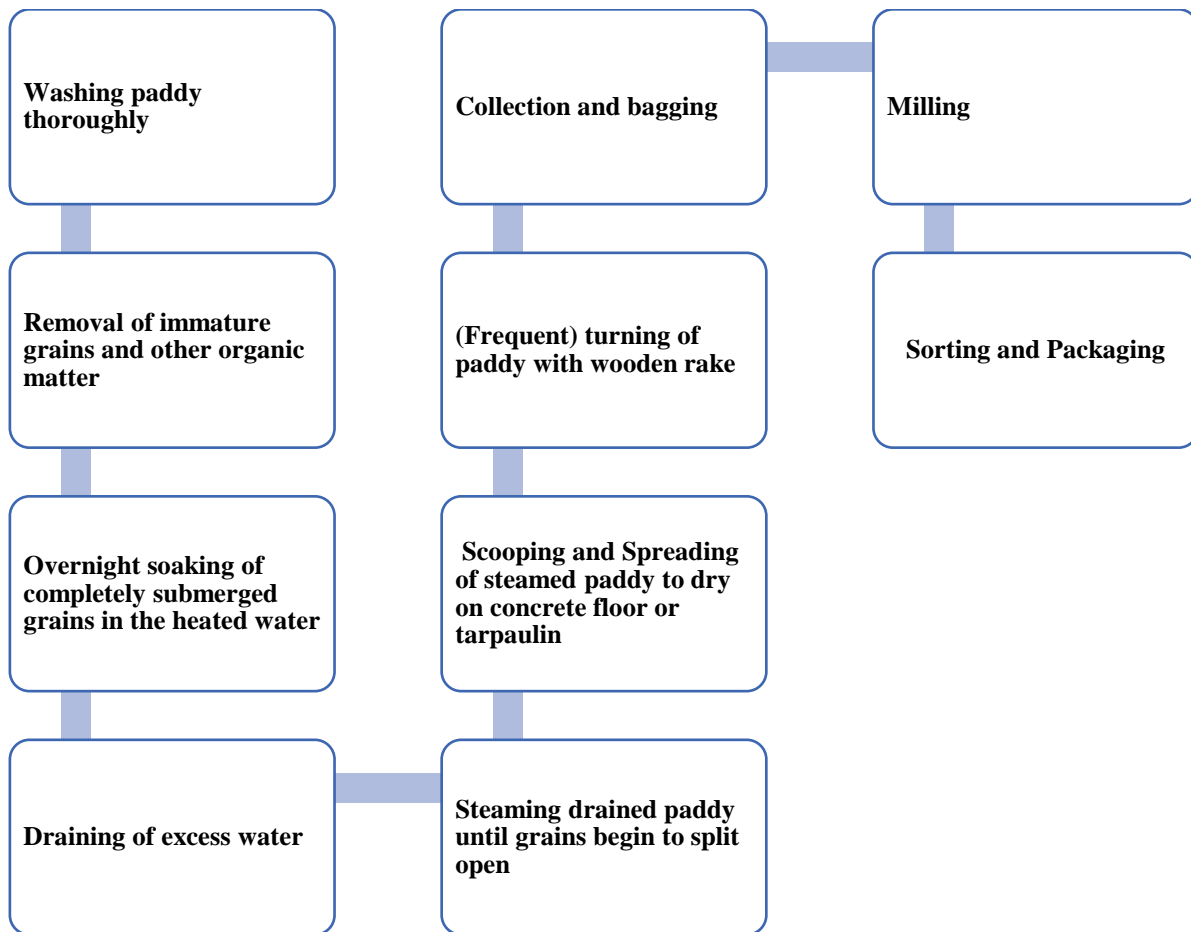 Washing paddy
thoroughly
Removal of immature
grains and other organic
matter
Overnight soaking of
completely submerged
grains in the heated water
Draining of excess water
Steaming drained paddy
until grains begin to split
open
Scooping and Spreading
of steamed paddy to dry
on concrete floor or
tarpaulin
(Frequent) turning of
paddy with wooden rake
Collection and bagging
Milling
Sorting and Packaging